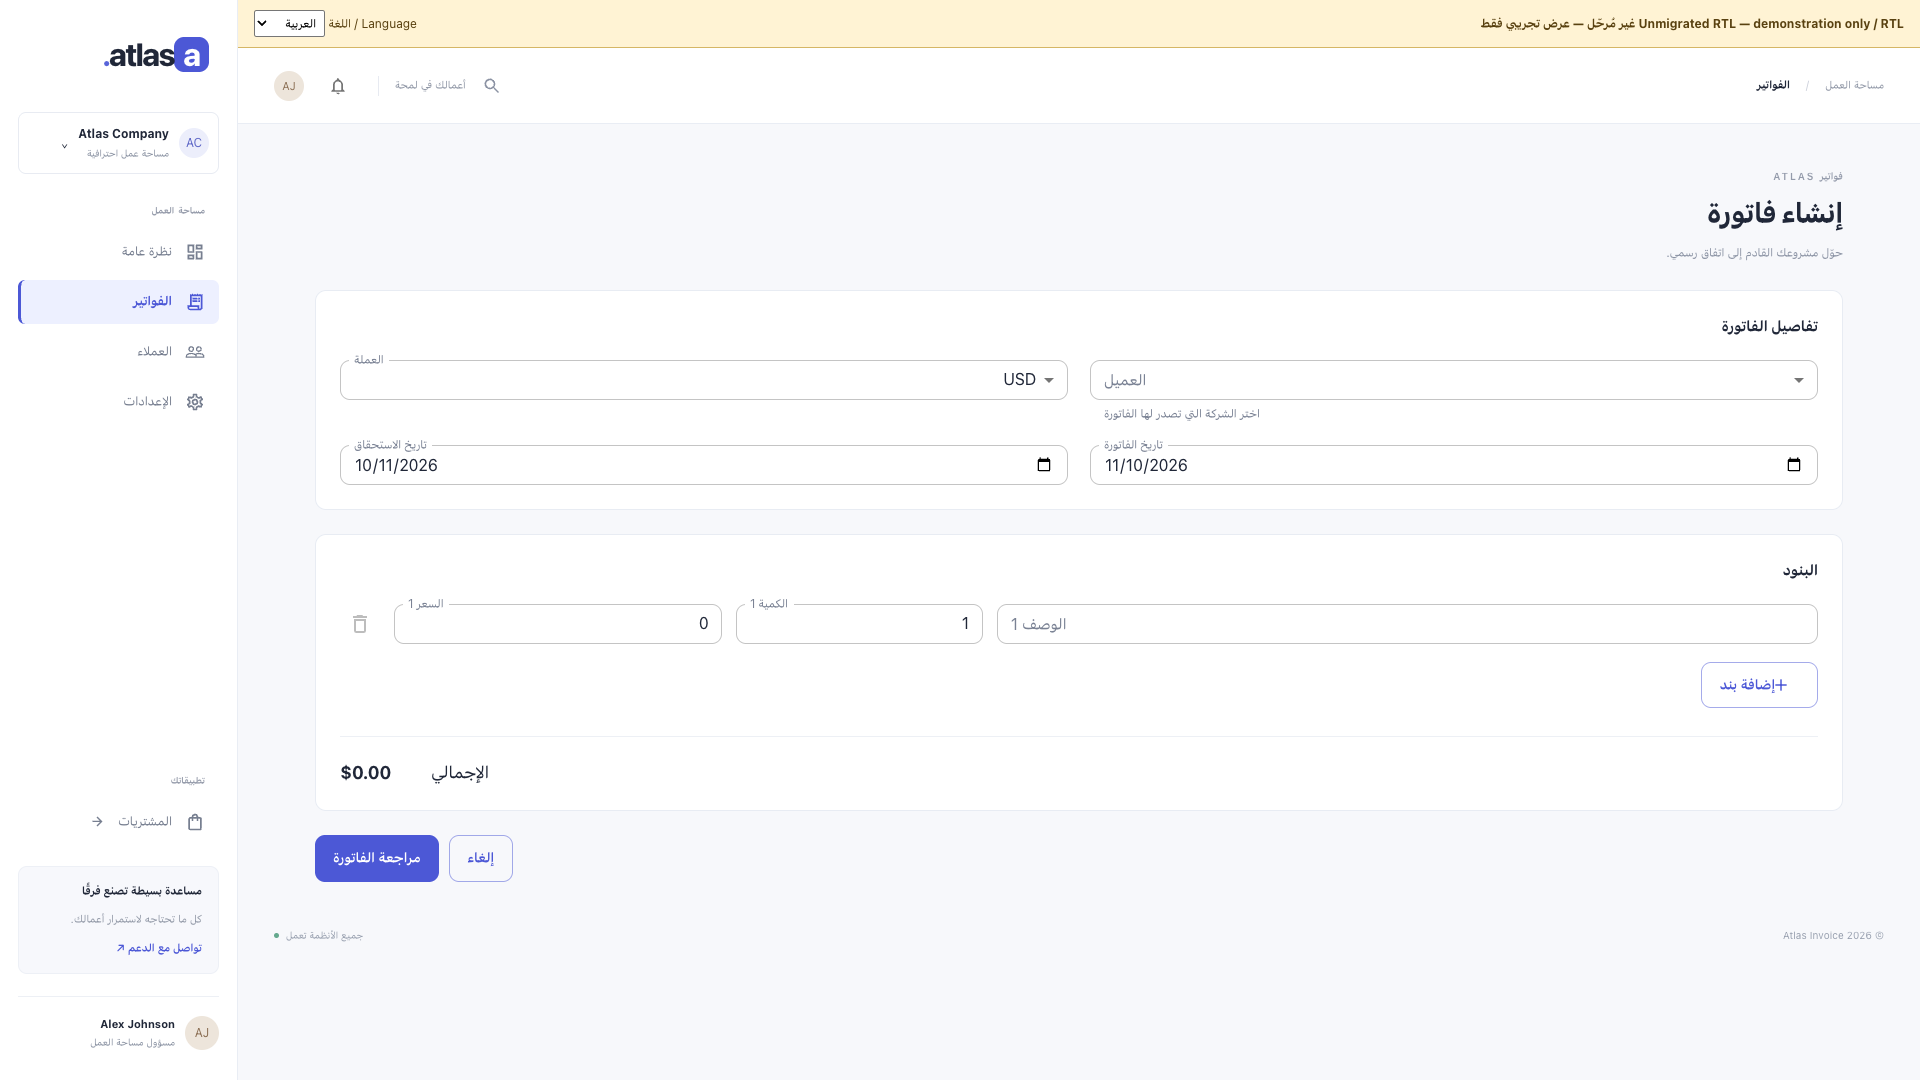 Unmigrated RTL — demonstration only / RTL غير مُرحّل — عرض تجريبي فقط
Language / اللغة
العربية
atlas.
a
AC
Atlas Company
مساحة عمل احترافية
مساحة العمل
نظرة عامة
الفواتير
العملاء
الإعدادات
تطبيقاتك
المشتريات
مساعدة بسيطة تصنع فرقًا
كل ما تحتاجه لاستمرار أعمالك.
تواصل مع الدعم ↗
AJ
Alex Johnson
مسؤول مساحة العمل
مساحة العمل / الفواتير
أعمالك في لمحة
AJ
فواتير ATLAS
إنشاء فاتورة
حوّل مشروعك القادم إلى اتفاق رسمي.
تفاصيل الفاتورة
العميل
اختر الشركة التي تصدر لها الفاتورة
العملة
USD
تاريخ الفاتورة
11/10/2026
تاريخ الاستحقاق
10/11/2026
البنود
الوصف 1
الكمية 1
1
السعر 1
0
إضافة بند
الإجمالي
$0.00
إلغاء
مراجعة الفاتورة
© 2026 Atlas Invoice
جميع الأنظمة تعمل